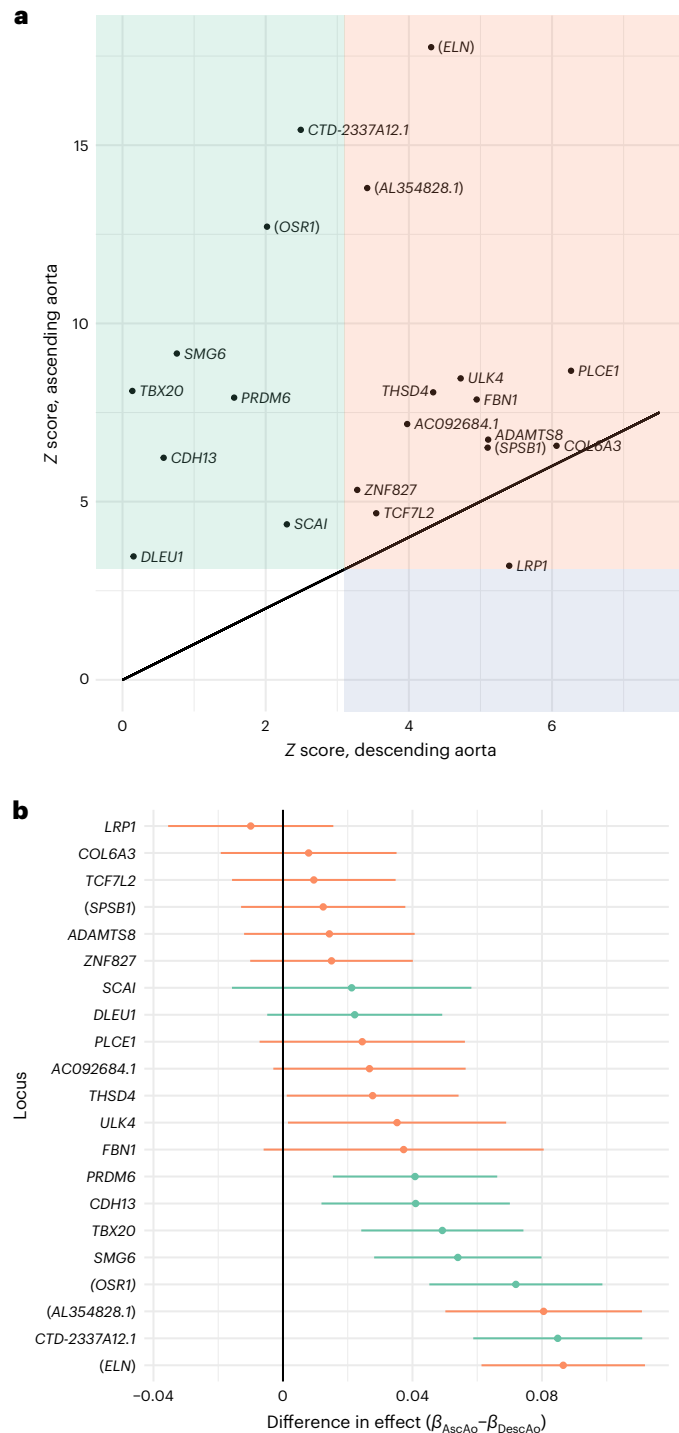 a
(ELN)
CTD-2337A12.1
15
(AL354828.1)
(OSR1)
10
SMG6
PLCE1
ULK4
TBX20
THSD4
PRDM6
FBN1
AC092684.1
ADAMTS8
(SPSB1)
COL6A3
CDH13
ZNF827
5
TCF7L2
SCAI
DLEU1
LRP1
0
Z score, ascending aorta
0 2 4 6
Z score, descending aorta
b
LRP1
COL6A3
TCF7L2
(SPSB1)
ADAMTS8
ZNF827
SCAI
DLEU1
PLCE1
AC092684.1
THSD4
ULK4
FBN1
PRDM6
CDH13
TBX20
SMG6
(OSR1)
(AL354828.1)
CTD-2337A12.1
(ELN)
Locus
−0.04 0 0.04 0.08
Difference in effect (βAscAo–βDescAo)